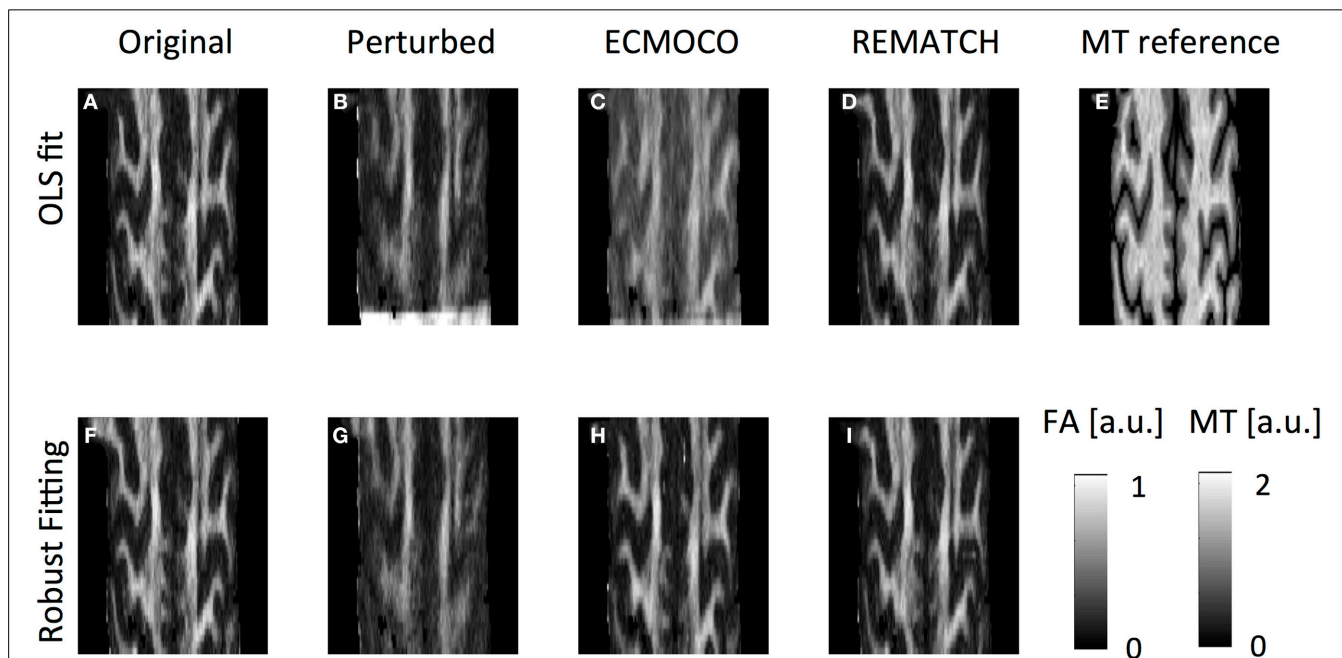 Original Perturbed ECMOCO REMATCH MT reference
OLS fit
A B C D E
Robust Fitting
F G H I
FA [a.u.] MT [a.u.]
1 2
0 0